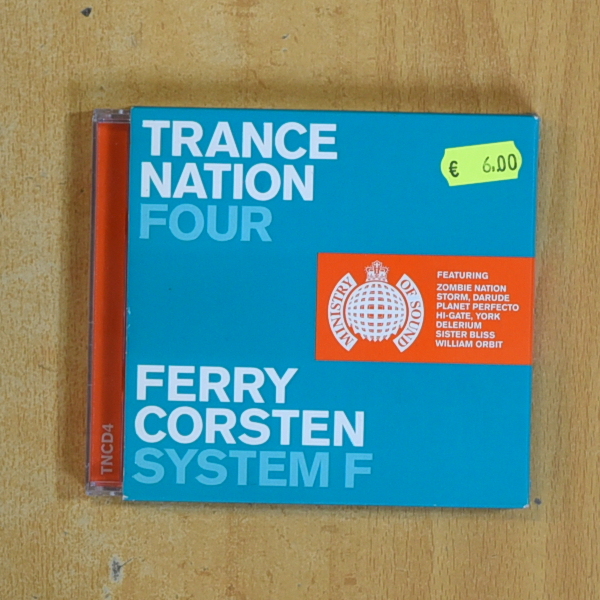 TRANCE
NATION
FOUR
€ 6.00
MINISTRY OF SOUND
FEATURING
ZOMBIE NATION
STORM, DARUDE
PLANET PERFECTO
HI-GATE, YORK
DELERIUM
SISTER BLISS
WILLIAM ORBIT
FERRY
CORSTEN
SYSTEM F
TNCD4